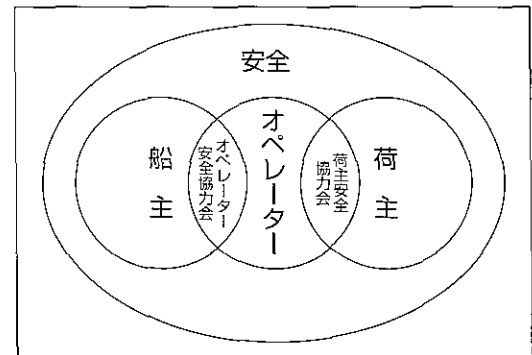 安全
船主
オペレーター
安全協力会
オペレーター
荷主安全
協力会
荷主